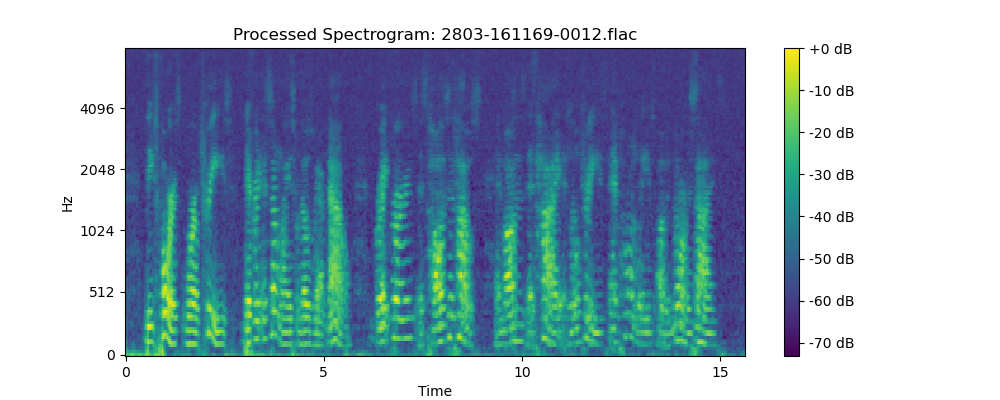 Processed Spectrogram: 2803-161169-0012.flac
Hz
4096
2048
1024
512
0
0 5 10 15
Time
+0 dB
-10 dB
-20 dB
-30 dB
-40 dB
-50 dB
-60 dB
-70 dB